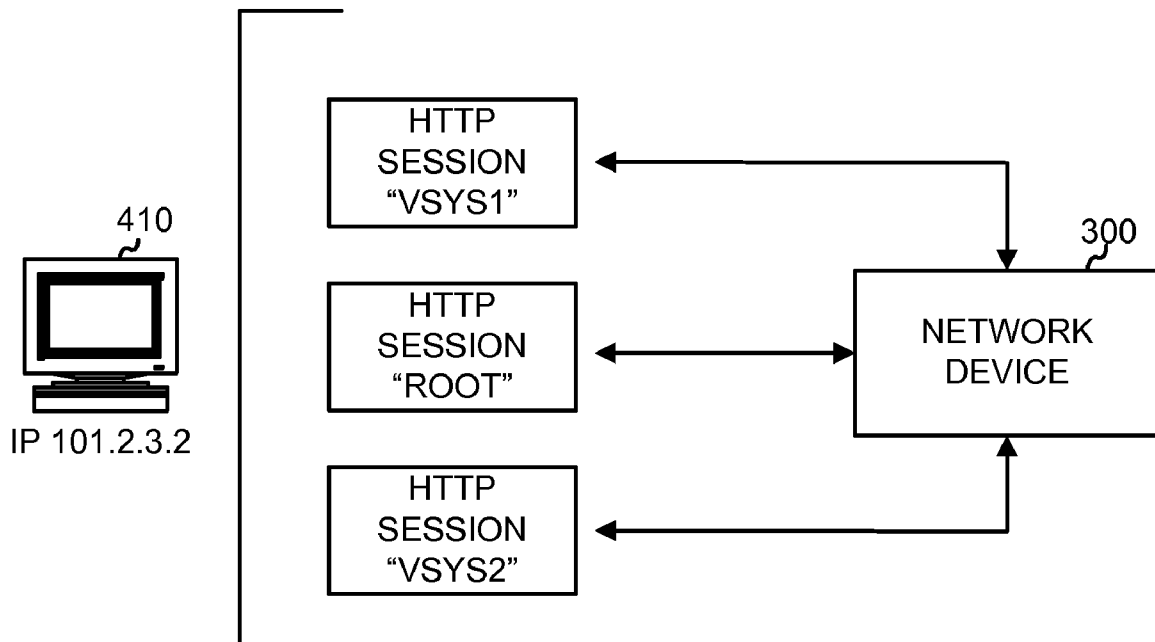 HTTP
SESSION
“VSYS1”
410
300
HTTP
SESSION
“ROOT”
NETWORK
DEVICE
IP 101.2.3.2
HTTP
SESSION
“VSYS2”